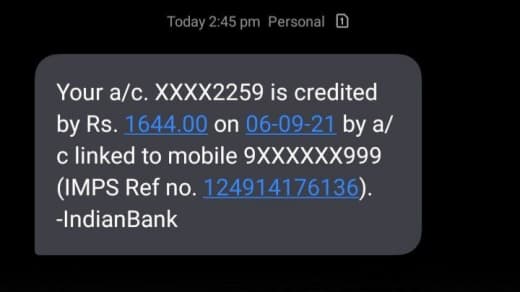 Today 2:45 pm Personal 1
Your a/c. XXXX2259 is credited
by Rs. 1644.00 on 06-09-21 by a/
c linked to mobile 9XXXXXX999
(IMPS Ref no. 124914176136).
-IndianBank